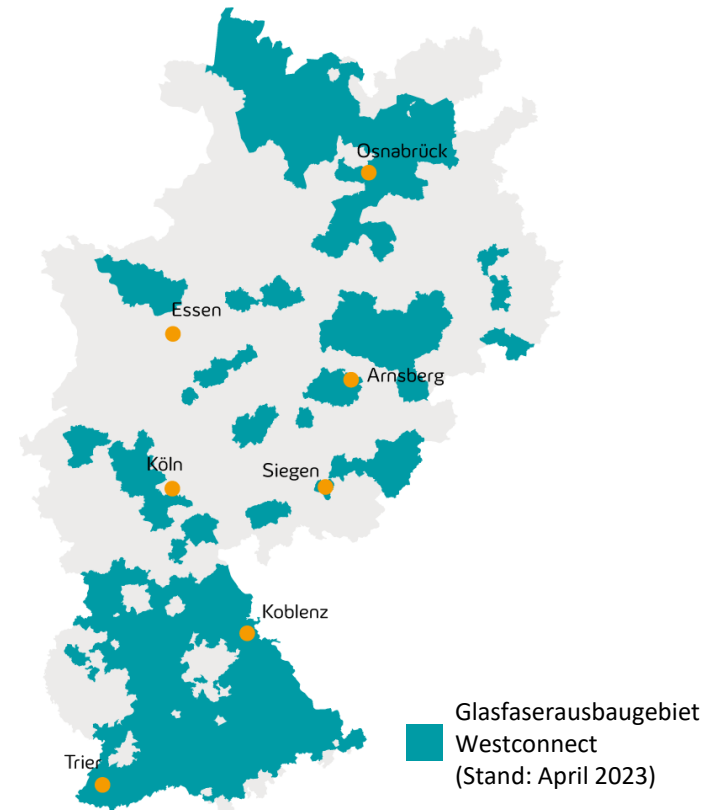 Osnabrück
Essen
Arnsberg
Köln
Siegen
Koblenz
Trier
Glasfaserausbaugebiet
Westconnect
(Stand: April 2023)